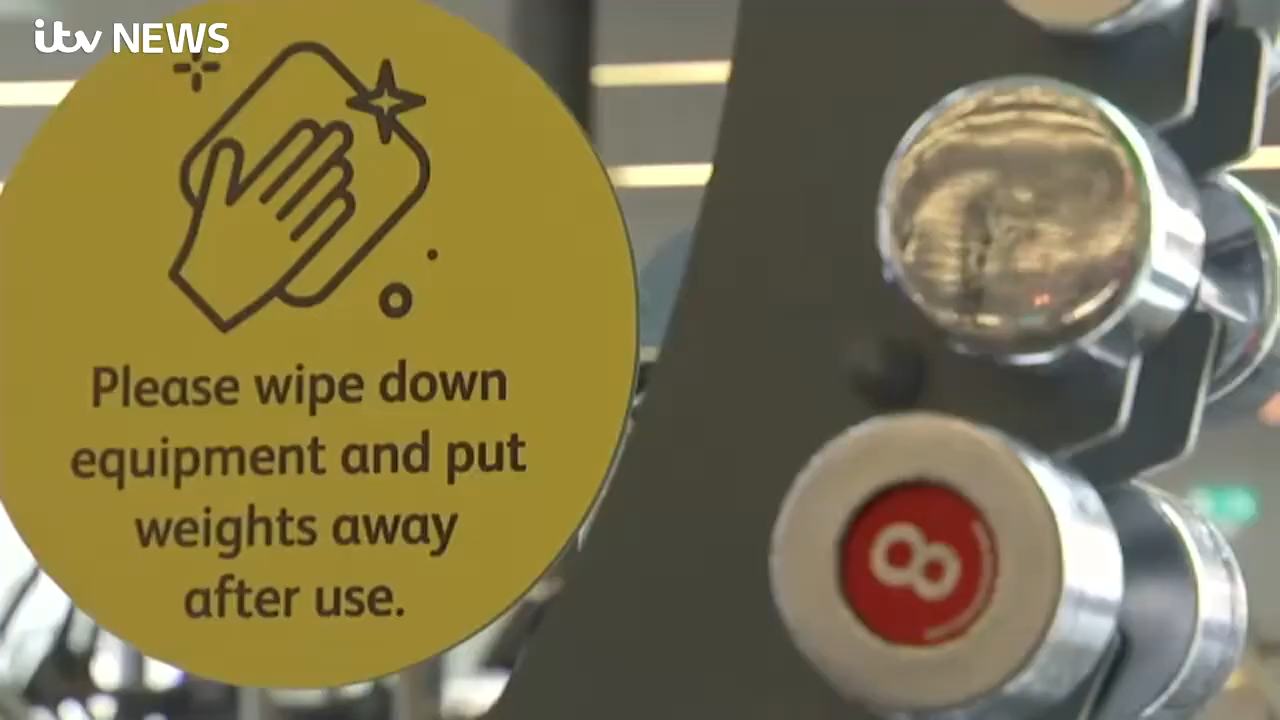 itv NEWS
Please wipe down
equipment and put
weights away
after use.
8